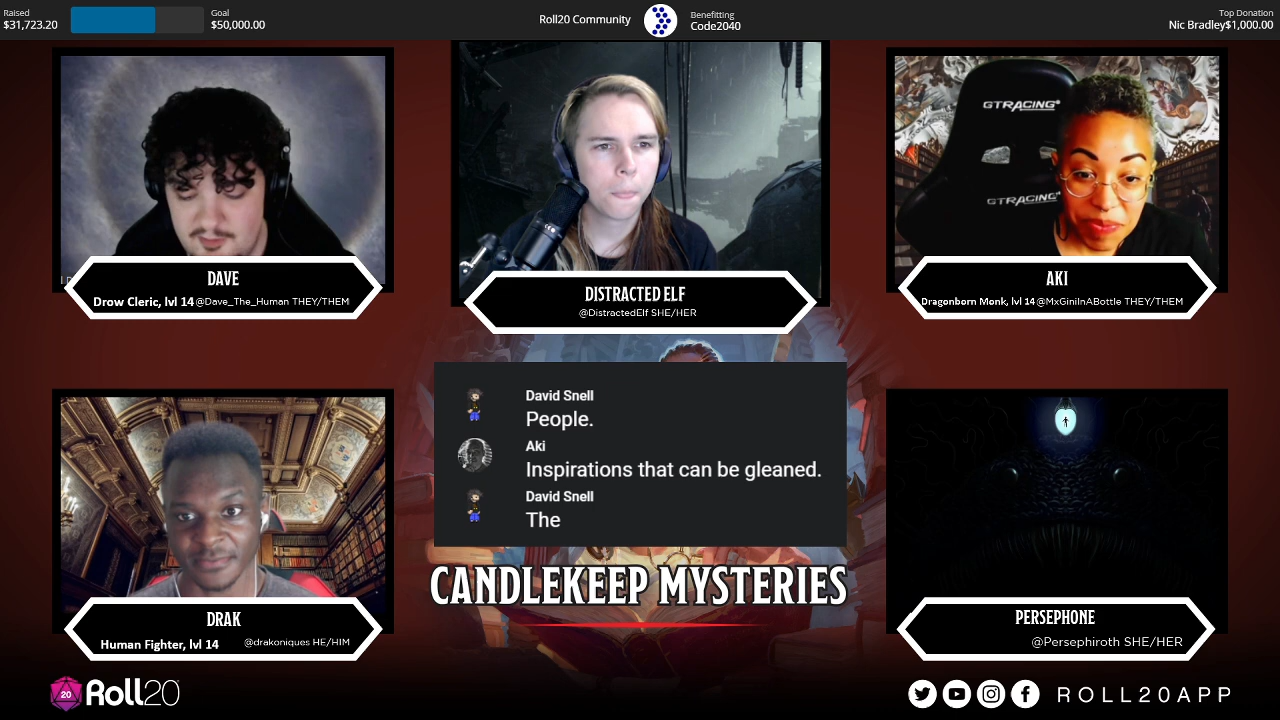 Raised
$31,723.20
Goal
$50,000.00
Roll20 Community
Benefitting
Code2040
Top Donation
Nic Bradley$1,000.00
GTRACING
GTRACING
DAVE
Drow Cleric, lvl 14 @Dave_The_Human THEY/THEM
DISTRACTED ELF
@DistractedElf SHE/HER
AKI
Dragonborn Monk, lvl 14 @MxGiniInABottle THEY/THEM
David Snell
People.
Aki
Inspirations that can be gleaned.
David Snell
The
CANDLEKEEP MYSTERIES
DRAK
Human Fighter, lvl 14 @drakoniques HE/HIM
PERSEPHONE
@Persephiroth SHE/HER
20 Roll20
ROLL20APP